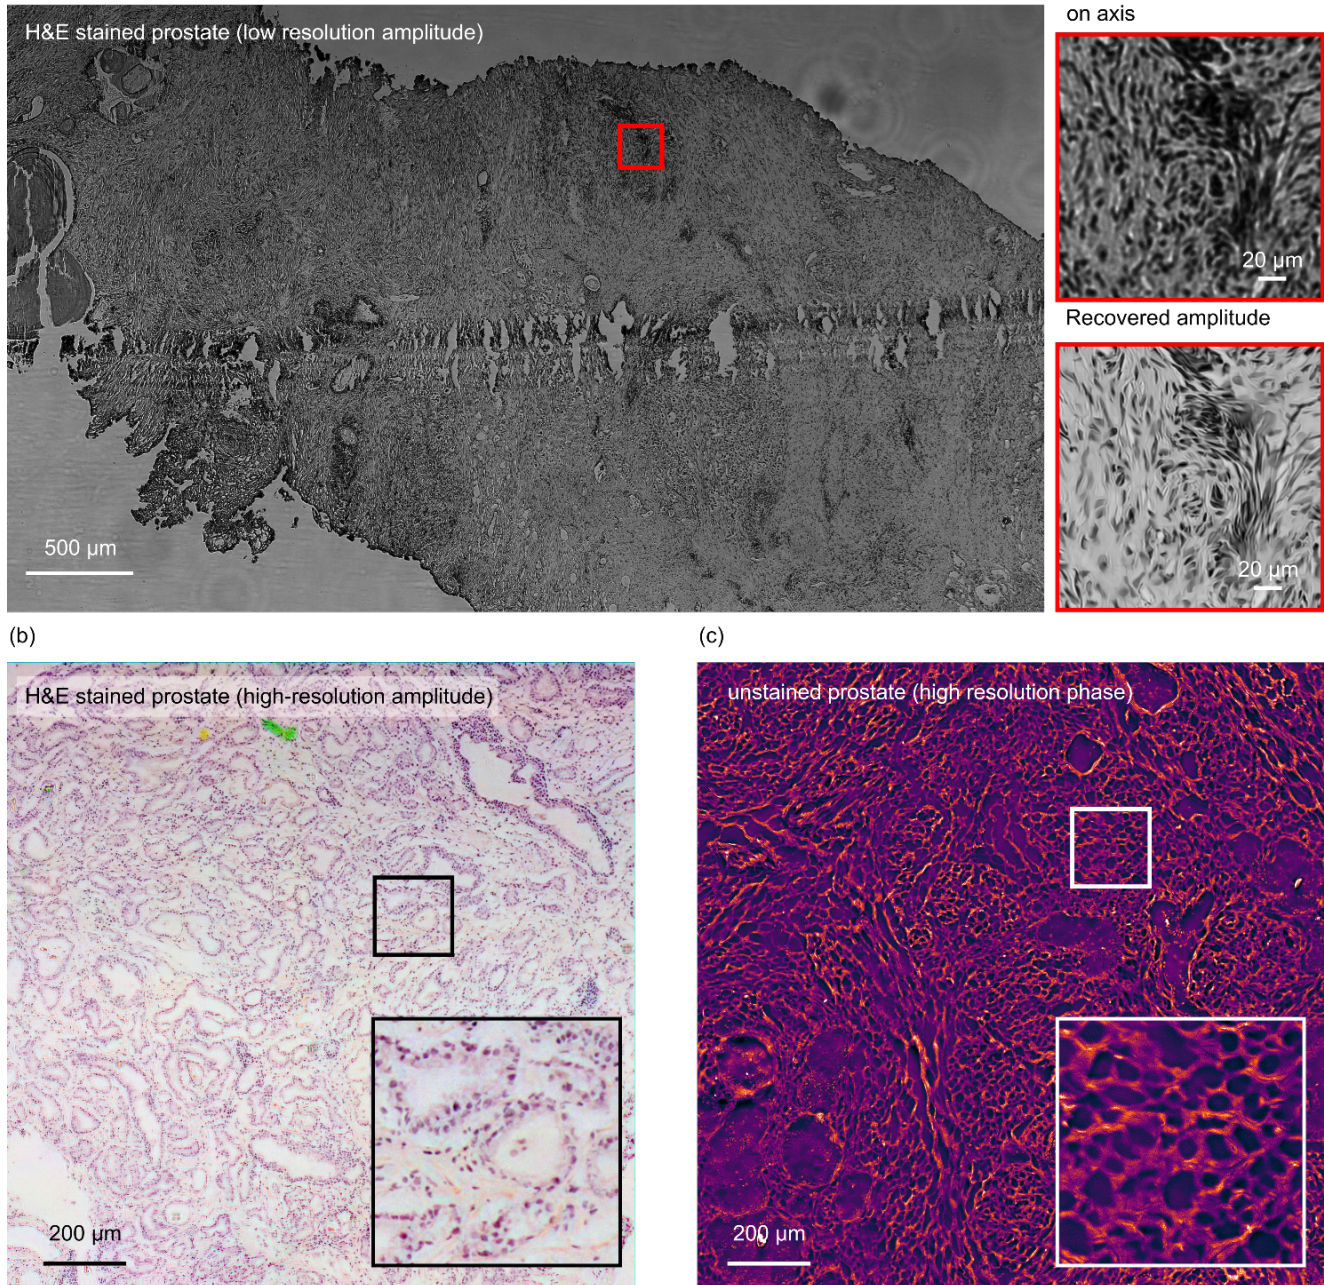 H&E stained prostate (low resolution amplitude)
500 µm
on axis
20 µm
Recovered amplitude
20 µm
(b)
H&E stained prostate (high-resolution amplitude)
200 µm
(c)
unstained prostate (high resolution phase)
200 µm